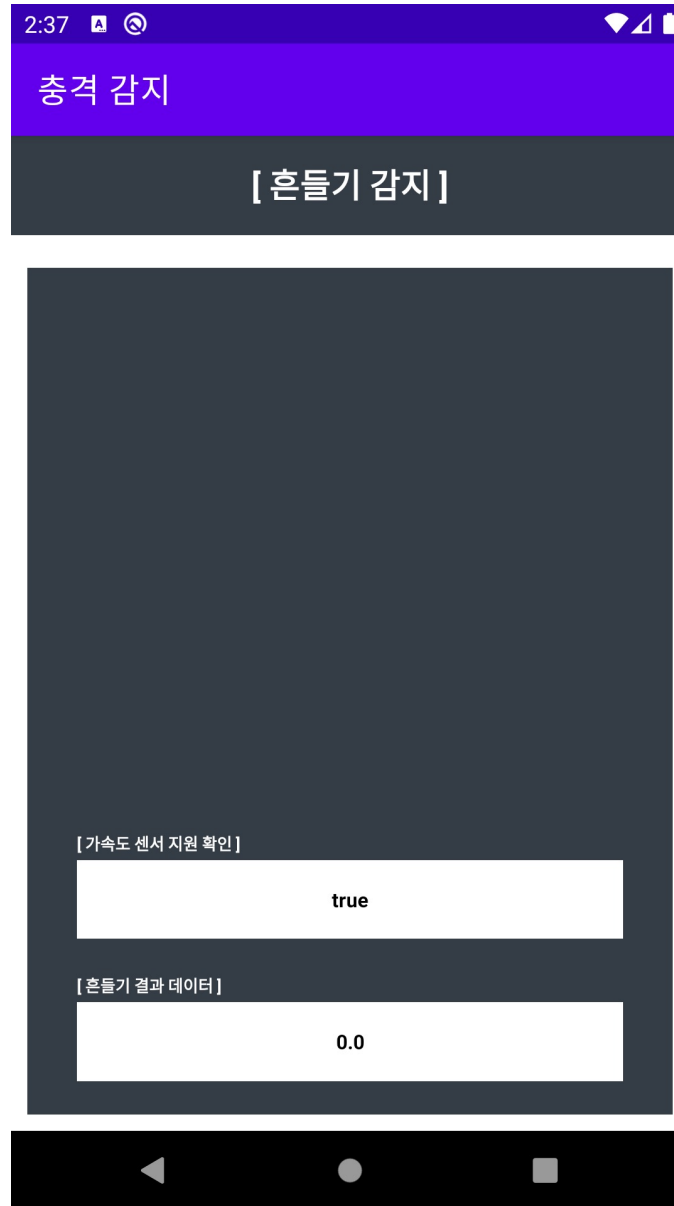 2:37
충격 감지
[ 흔들기 감지 ]
[ 가속도 센서 지원 확인 ]
true
[ 흔들기 결과 데이터 ]
0.0